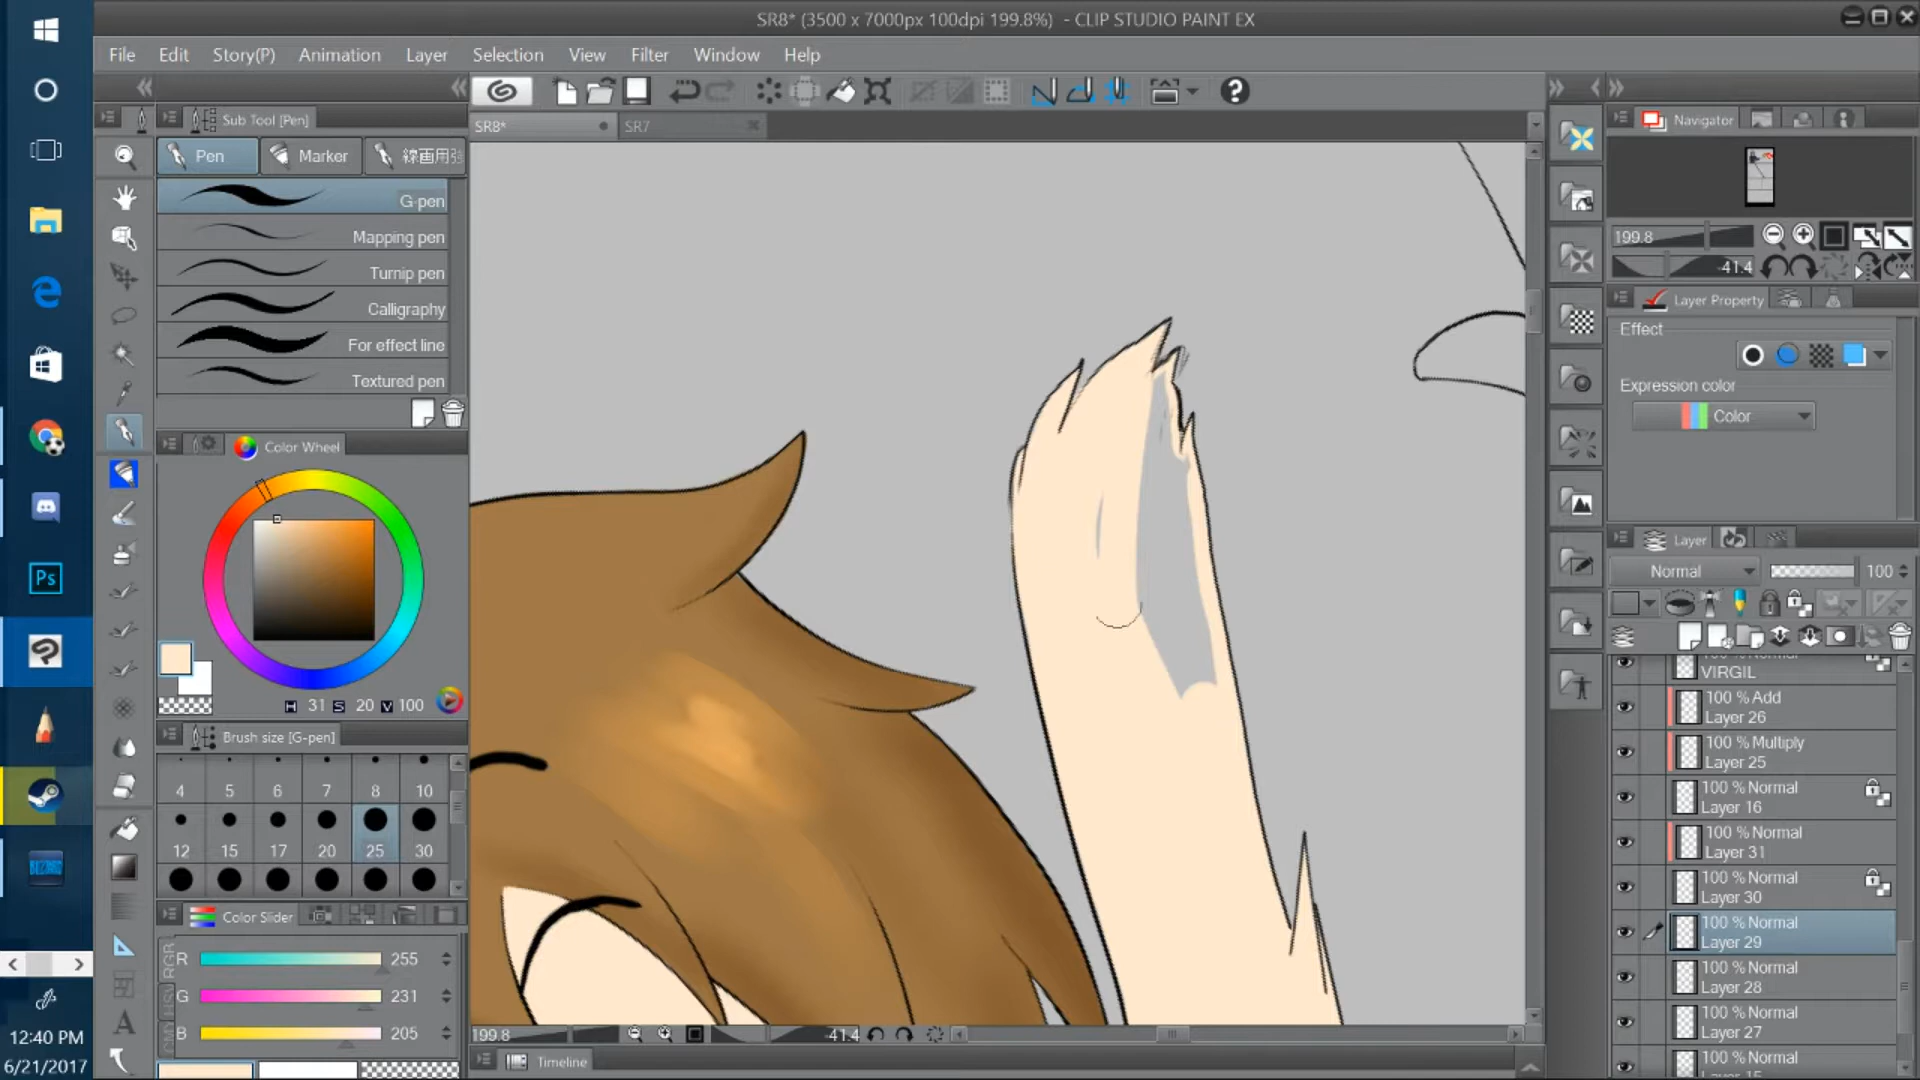 SR8* (3500 x 7000px 100dpi 199.8%) - CLIP STUDIO PAINT EX
File Edit Story(P) Animation Layer Selection View Filter Window Help
Sub Tool [Pen]
SR8* SR7
Navigator
Pen Marker 線画用強
G-pen
Mapping pen
Turnip pen
Calligraphy
For effect line
Textured pen
199.8
-41.4
Layer Property
Effect
Expression color
Color
Color Wheel
H 31 S 20 V 100
Brush size [G-pen]
4 5 6 7 8 10
12 15 17 20 25 30
Color Slider
R 255
G 231
B 205
Layer
Normal 100
VIRGIL
100 % Add
Layer 26
100 % Multiply
Layer 25
100 % Normal
Layer 16
100 % Normal
Layer 31
100 % Normal
Layer 30
100 % Normal
Layer 29
100 % Normal
Layer 28
100 % Normal
Layer 27
100 % Normal
199.8 -41.4
Timeline
Ps
BLIZZARD
A
12:40 PM
6/21/2017